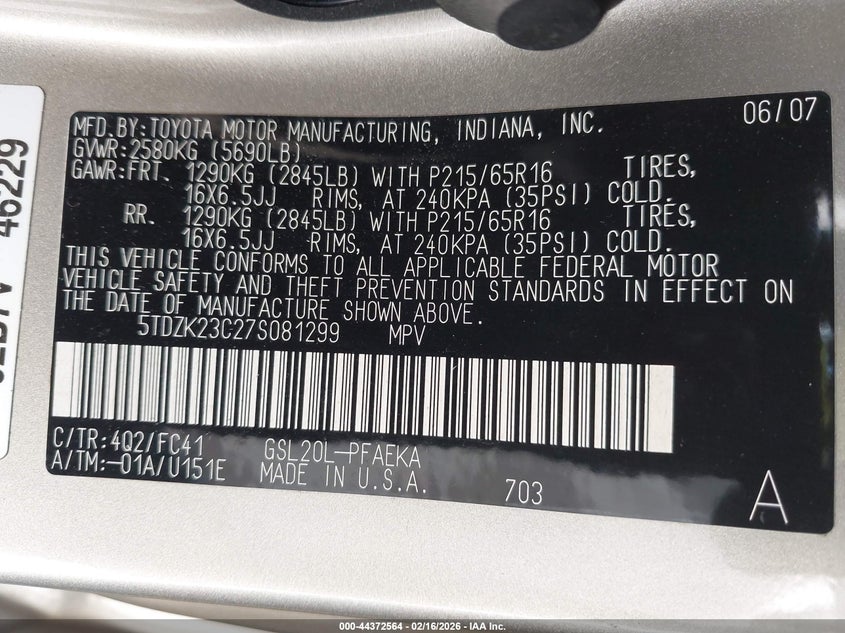 06/07
MFD.BY:TOYOTA MOTOR MANUFACTURING, INDIANA, INC.
GVWR:2580KG (5690LB)
GAWR:FRT. 1290KG (2845LB) WITH P215/65R16 TIRES,
16X6.5JJ RIMS, AT 240KPA (35PSI) COLD.
RR. 1290KG (2845LB) WITH P215/65R16 TIRES,
16X6.5JJ RIMS, AT 240KPA (35PSI) COLD.
THIS VEHICLE CONFORMS TO ALL APPLICABLE FEDERAL MOTOR
VEHICLE SAFETY AND THEFT PREVENTION STANDARDS IN EFFECT ON
THE DATE OF MANUFACTURE SHOWN ABOVE.
5TDZK23C27S081299 MPV
C/TR:4Q2/FC41 GSL20L-PFAEKA
A/TM:-01A/U151E MADE IN U.S.A. 703 A
46229
000-44372564 - 02/16/2026 - IAA Inc.